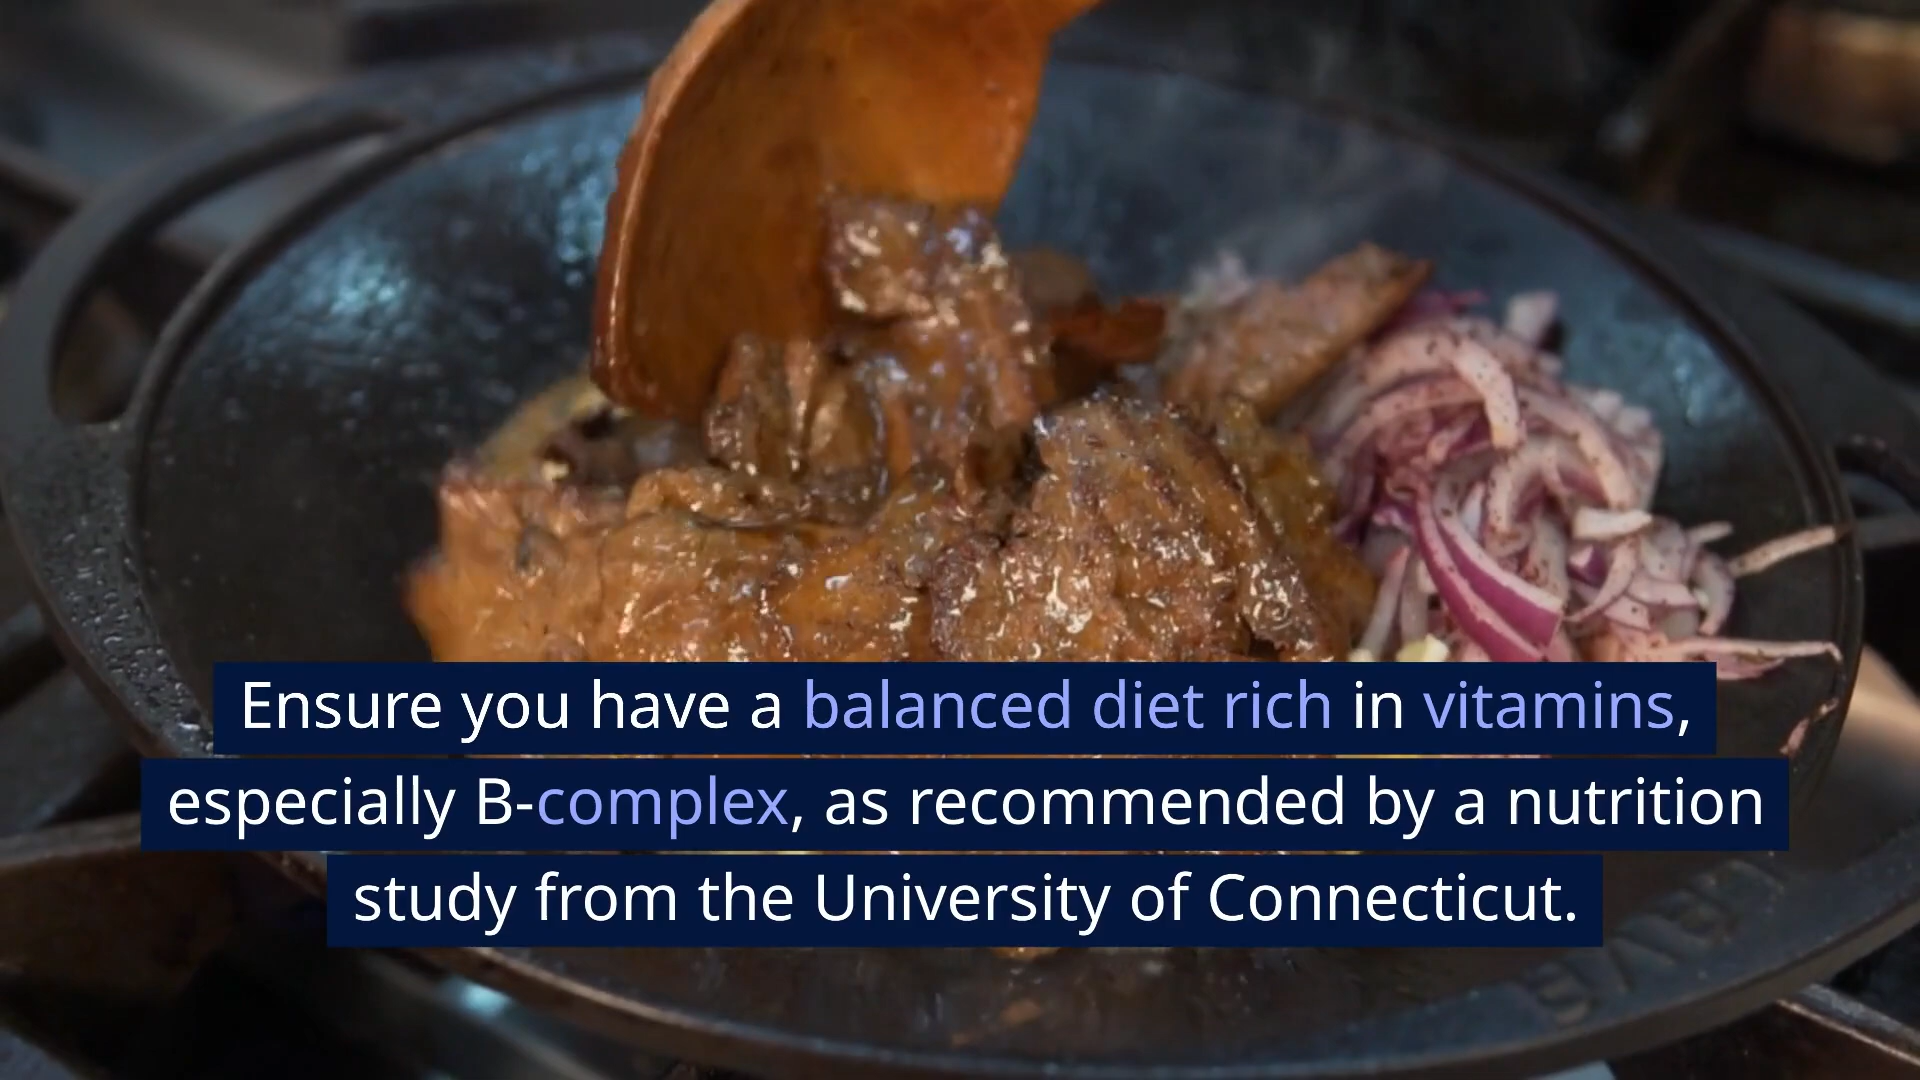 Ensure you have a balanced diet rich in vitamins,
especially B-complex, as recommended by a nutrition
study from the University of Connecticut.